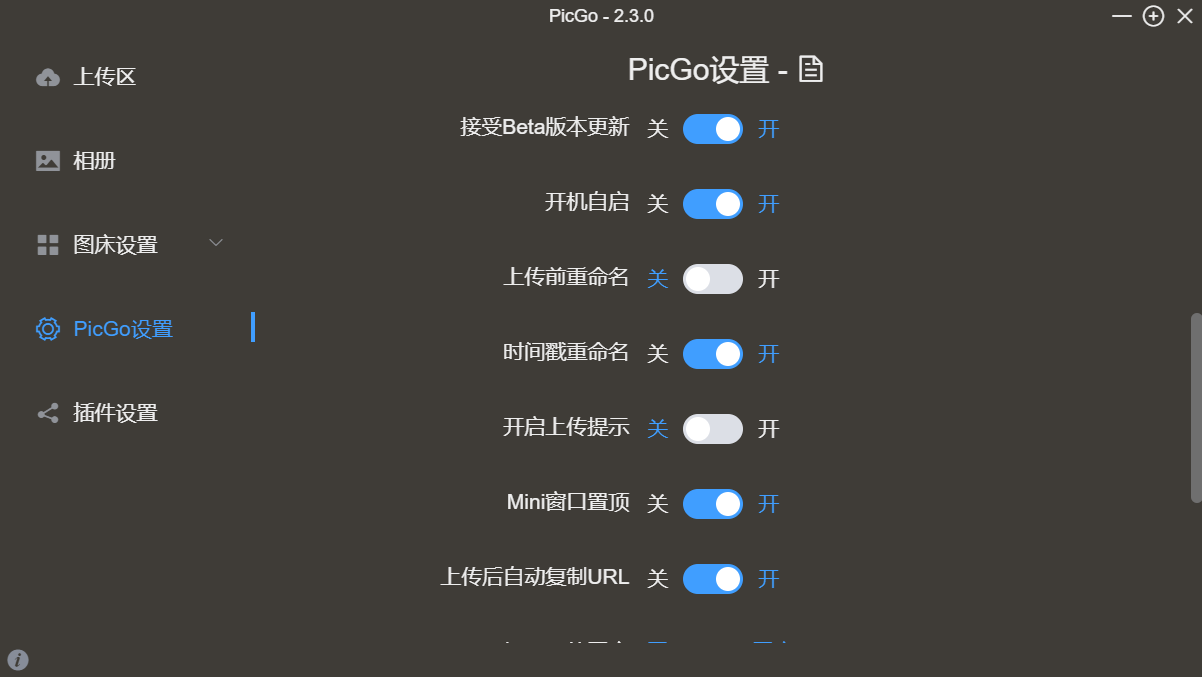 PicGo - 2.3.0
上传区
相册
图床设置
PicGo设置
插件设置
PicGo设置 -
接受Beta版本更新 关 开
开机自启 关 开
上传前重命名 关 开
时间戳重命名 关 开
开启上传提示 关 开
Mini窗口置顶 关 开
上传后自动复制URL 关 开